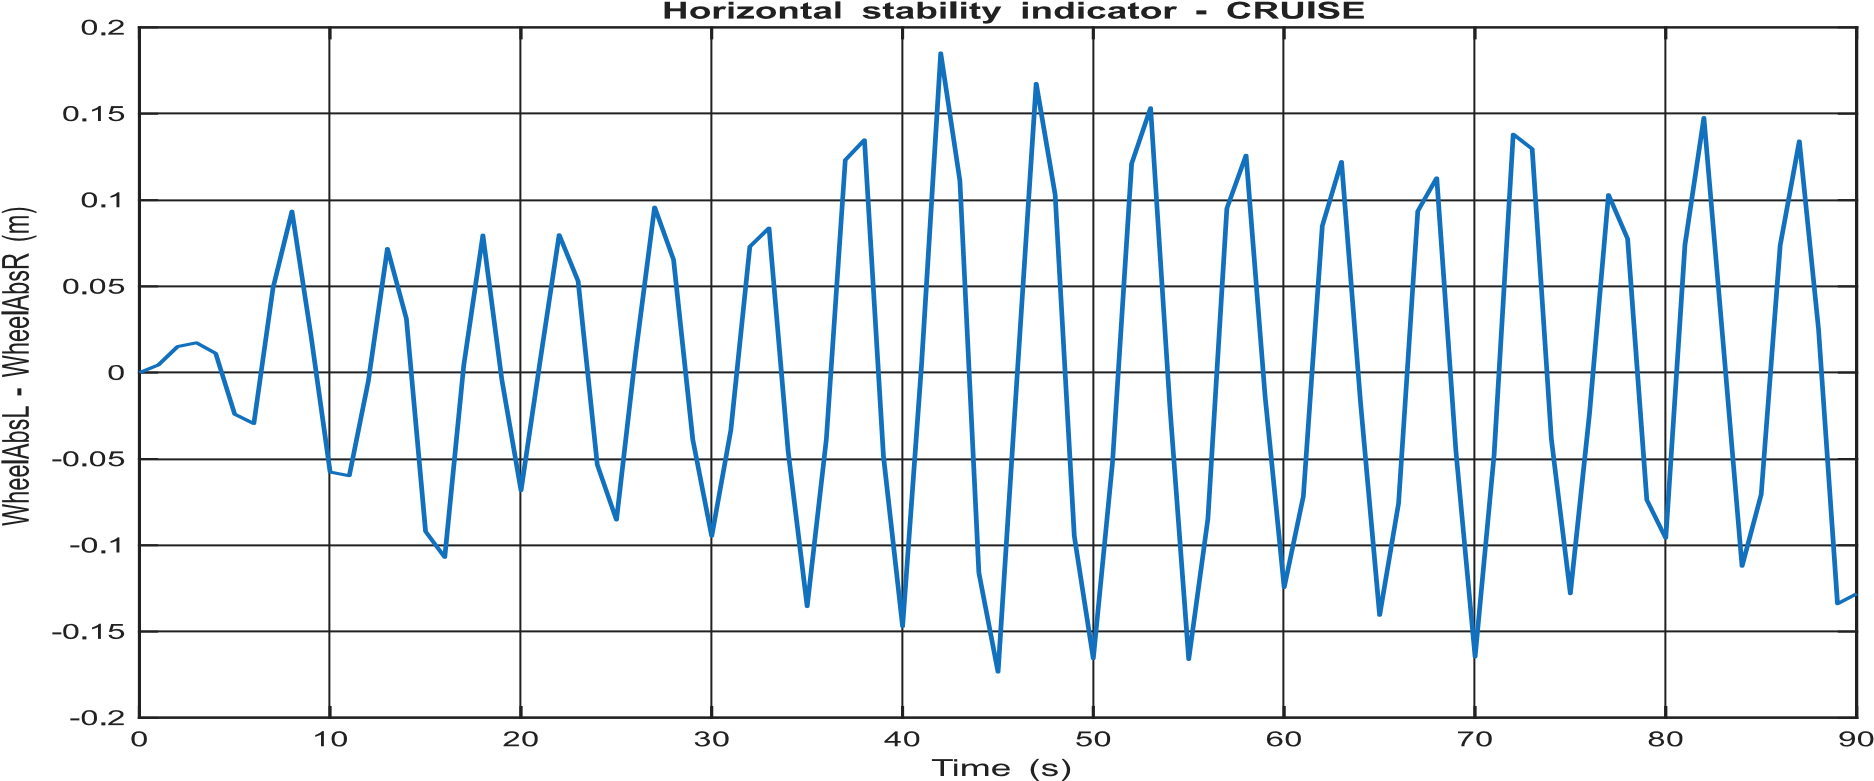 Horizontal stability indicator - CRUISE
0.2
0.15
0.1
0.05
0
-0.05
-0.1
-0.15
-0.2
WheelAbsL - WheelAbsR (m)
0 10 20 30 40 50 60 70 80 90
Time (s)